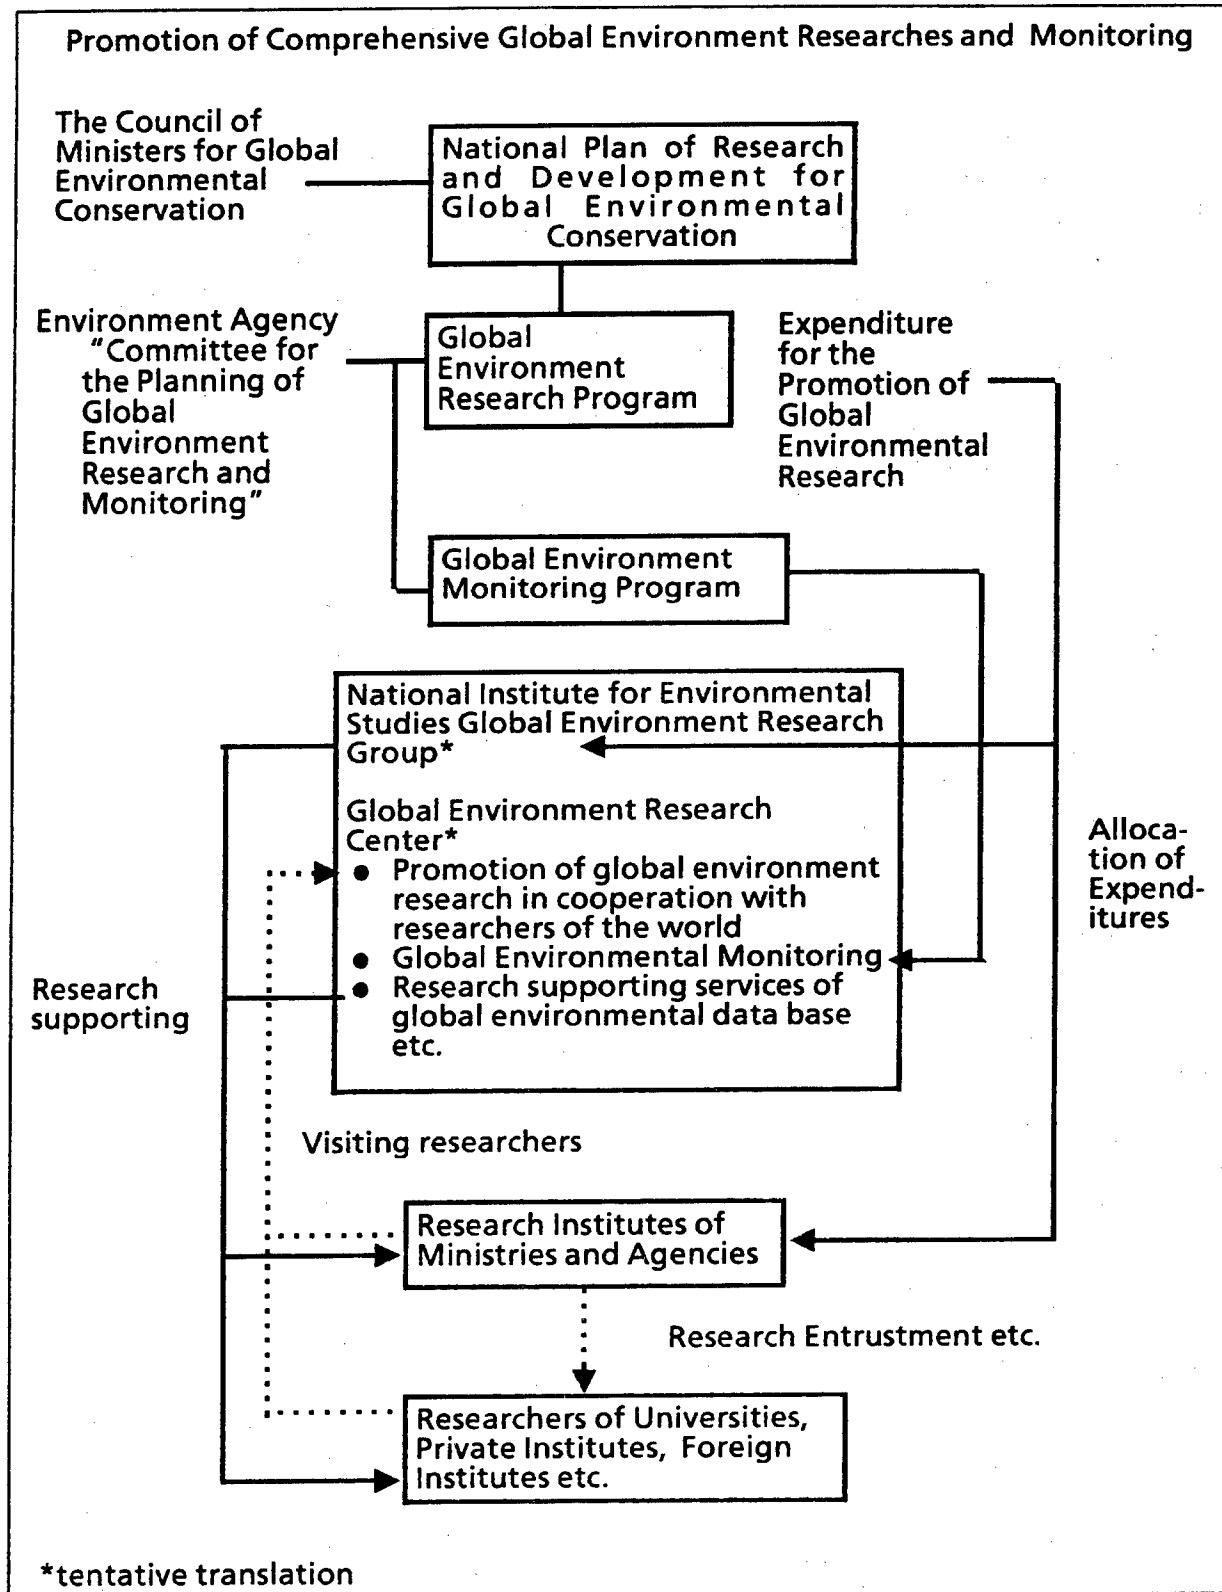 Promotion of Comprehensive Global Environment Researches and Monitoring
The Council of
Ministers for Global
Environmental
Conservation
National Plan of Research
and Development for
Global Environmental
Conservation
Environment Agency
"Committee for
the Planning of
Global
Environment
Research and
Monitoring"
Global
Environment
Research Program
Expenditure
for the
Promotion of
Global
Environmental
Research
Global Environment
Monitoring Program
National Institute for Environmental
Studies Global Environment Research
Group*
Global Environment Research
Center*
● Promotion of global environment
research in cooperation with
researchers of the world
● Global Environmental Monitoring
● Research supporting services of
global environmental data base
etc.
Alloca-
tion of
Expend-
itures
Research
supporting
Visiting researchers
Research Institutes of
Ministries and Agencies
Research Entrustment etc.
Researchers of Universities,
Private Institutes, Foreign
Institutes etc.
*tentative translation